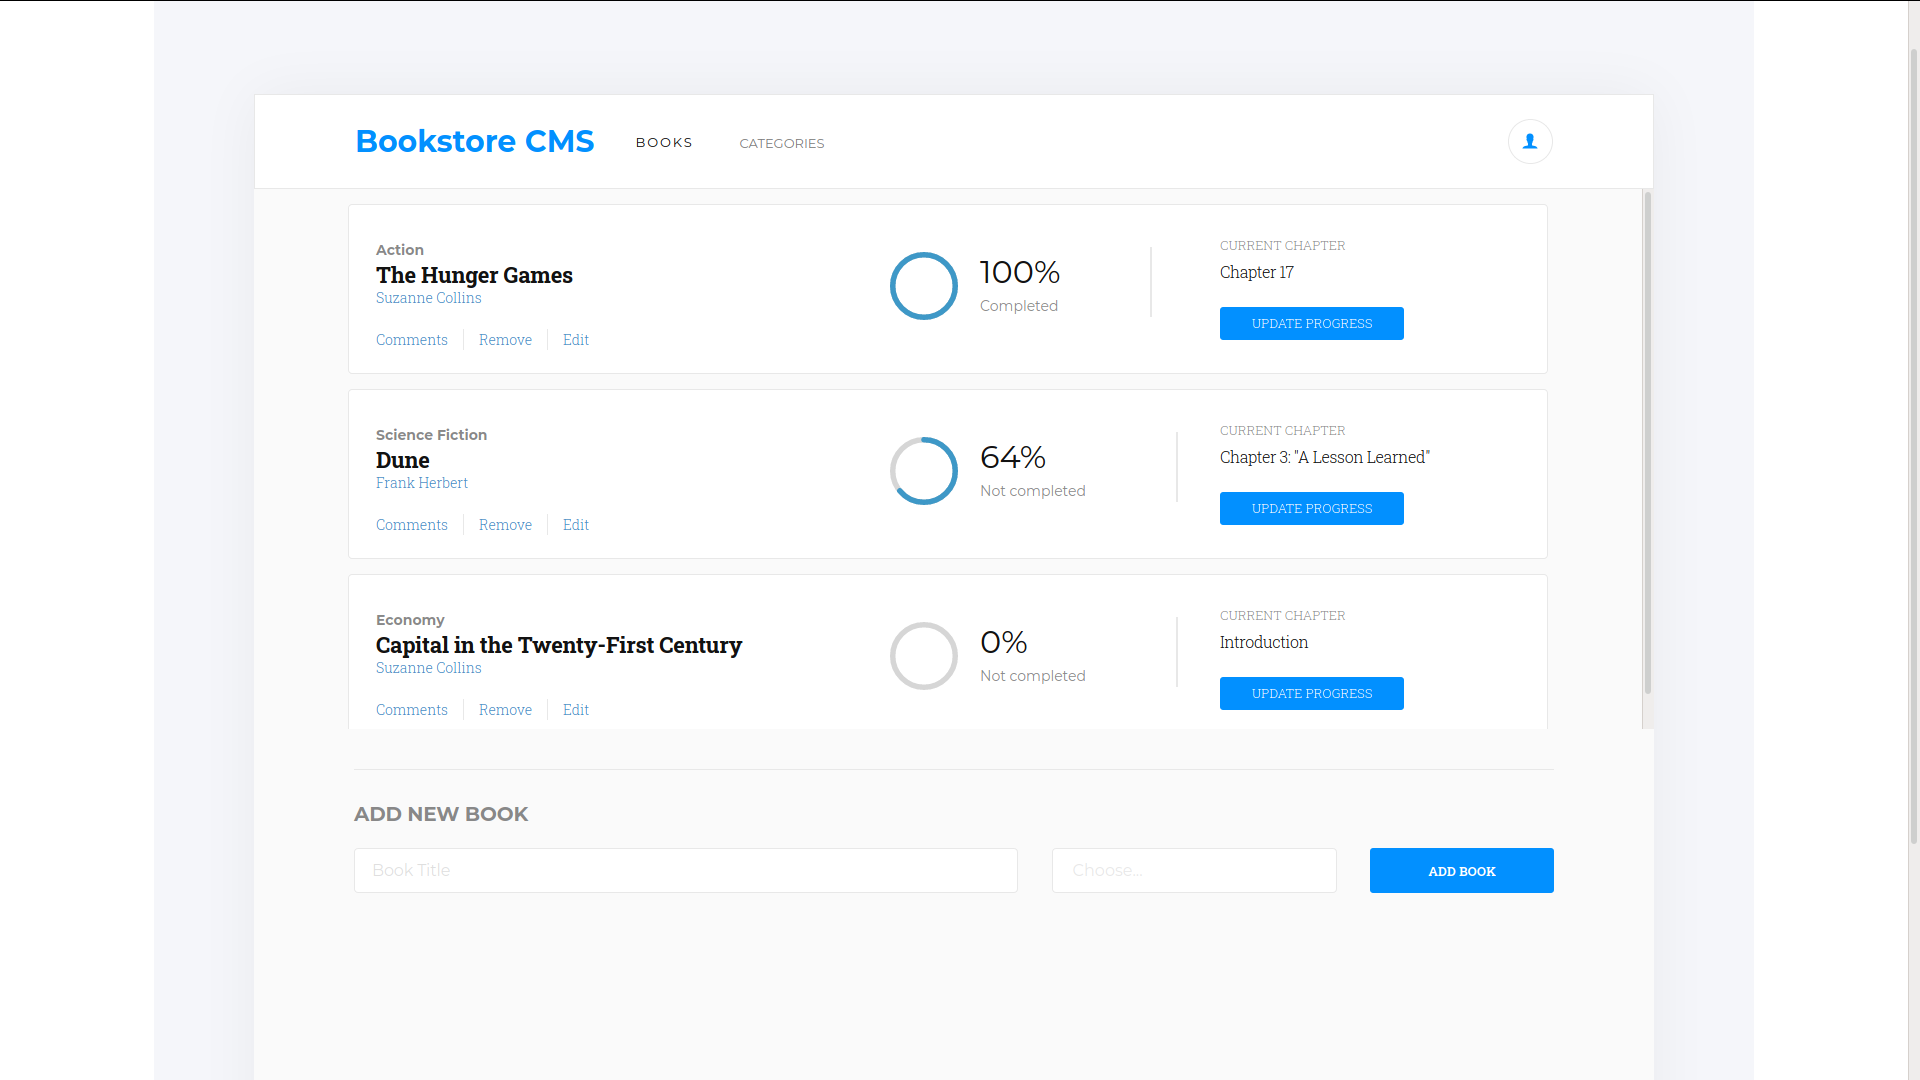 Bookstore CMS BOOKS CATEGORIES
Action
The Hunger Games
Suzanne Collins
Comments Remove Edit
100%
Completed
CURRENT CHAPTER
Chapter 17
UPDATE PROGRESS
Science Fiction
Dune
Frank Herbert
Comments Remove Edit
64%
Not completed
CURRENT CHAPTER
Chapter 3: "A Lesson Learned"
UPDATE PROGRESS
Economy
Capital in the Twenty-First Century
Suzanne Collins
Comments Remove Edit
0%
Not completed
CURRENT CHAPTER
Introduction
UPDATE PROGRESS
ADD NEW BOOK
Book Title Choose... ADD BOOK